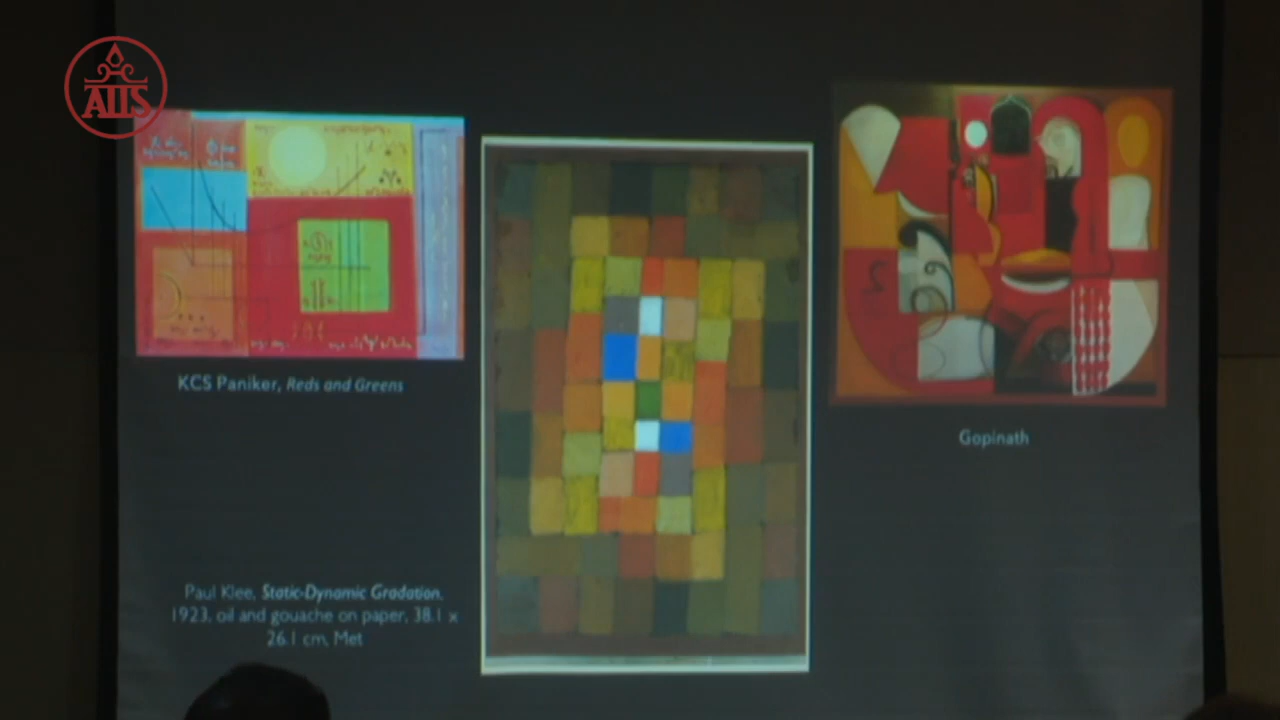 AIIS
KCS Paniker, Reds and Greens
Gopinath
Paul Klee, Static-Dynamic Gradation,
1923, oil and gouache on paper, 38.1 x
26.1 cm, Met